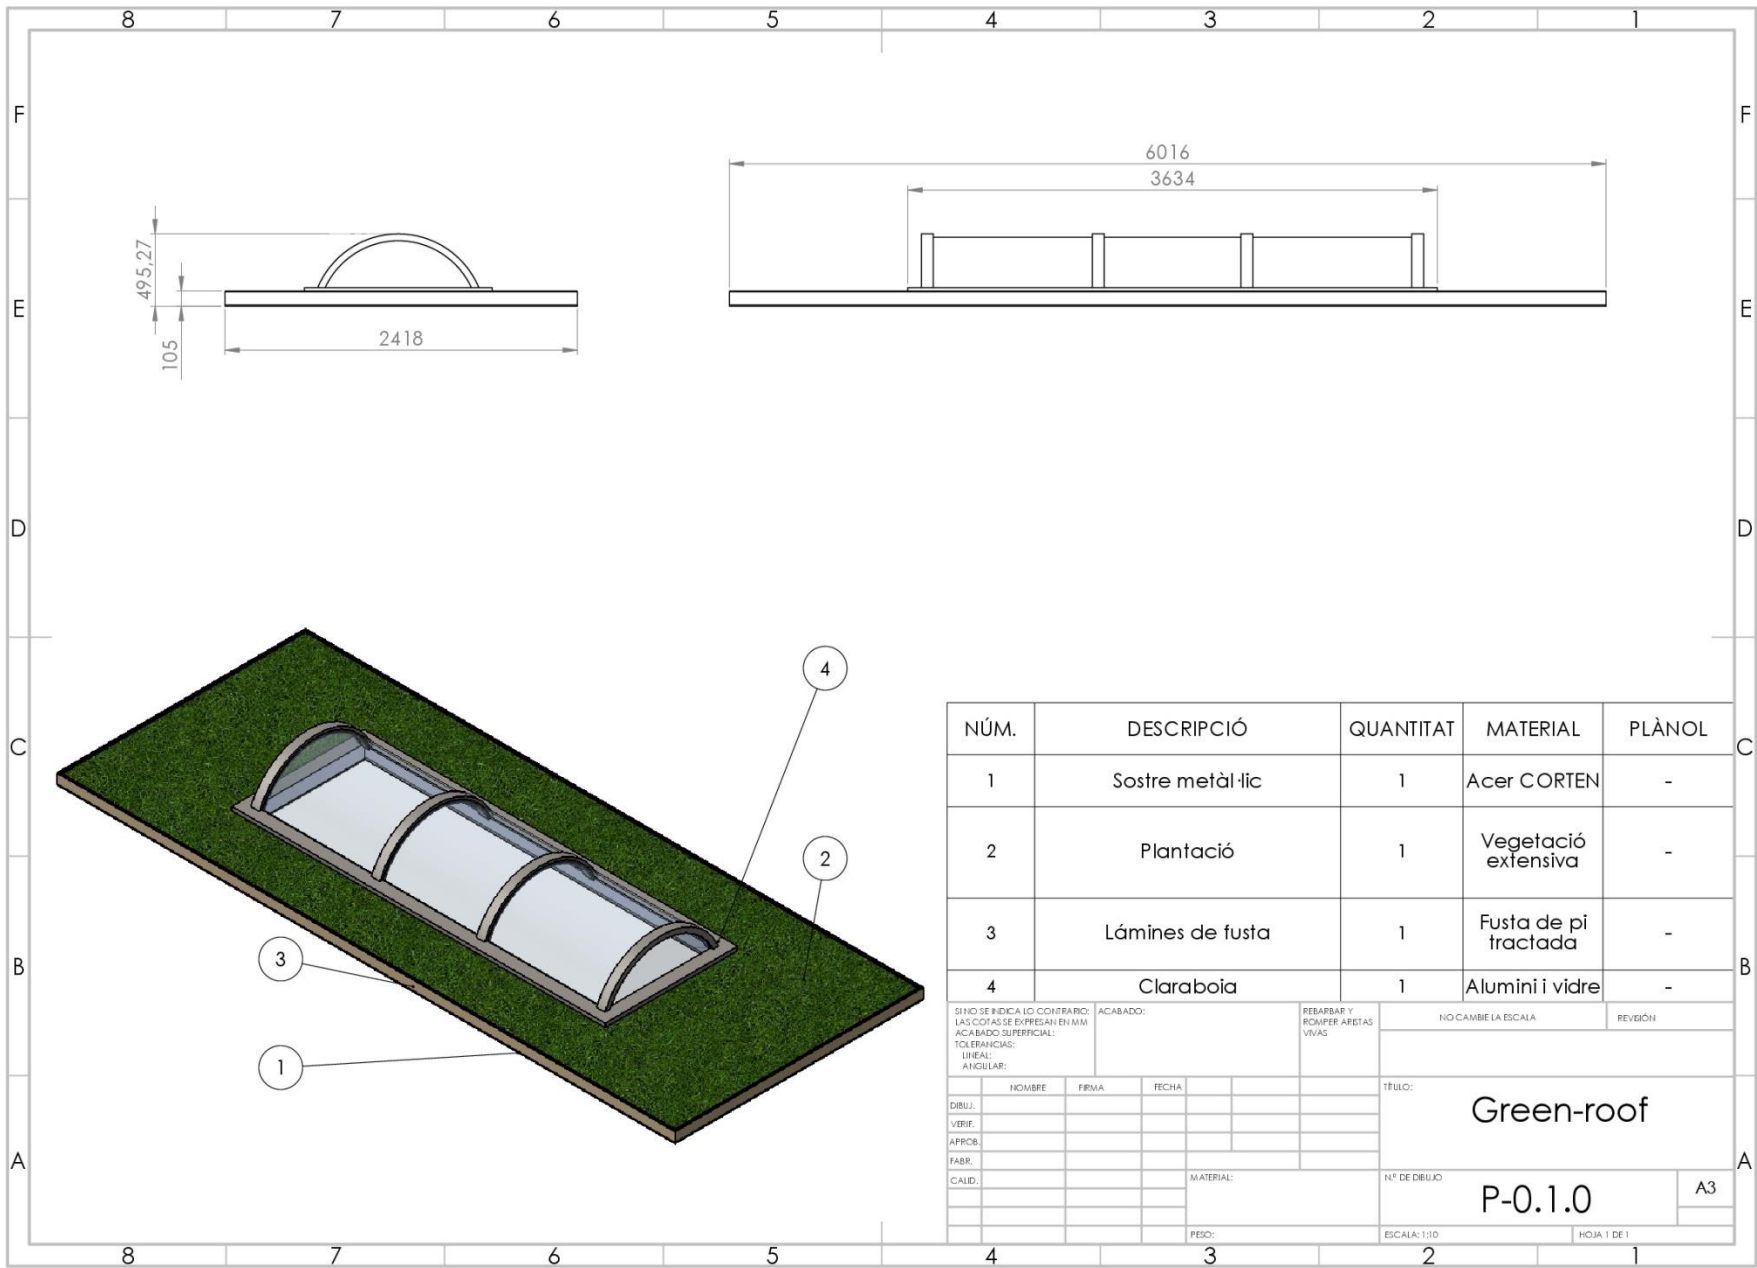 8 7 6 5 4 3 2 1
F F
E E
D D
C C
B B
A A
6016
3634
495,27
105
2418
4
2
3
1
NÚM. DESCRIPCIÓ QUANTITAT MATERIAL PLÀNOL
1 Sostre metàl·lic 1 Acer CORTEN -
2 Plantació 1 Vegetació
extensiva -
3 Lámines de fusta 1 Fusta de pi
tractada -
4 Claraboia 1 Alumini i vidre -
SI NO SE INDICA LO CONTRARIO:
LAS COTAS SE EXPRESAN EN MM
ACABADO SUPERFICIAL:
TOLERANCIAS:
LINEAL:
ANGULAR:
ACABADO:
REBARBAR Y
ROMPER ARISTAS
VIVAS
NO CAMBIE LA ESCALA
REVISIÓN
NOMBRE FIRMA FECHA
DIBUJ.
VERIF.
APROB.
FABR.
CALID.
TÍTULO:
Green-roof
MATERIAL:
N.º DE DIBUJO
P-0.1.0
A3
PESO:
ESCALA: 1:10
HOJA 1 DE 1
8 7 6 5 4 3 2 1